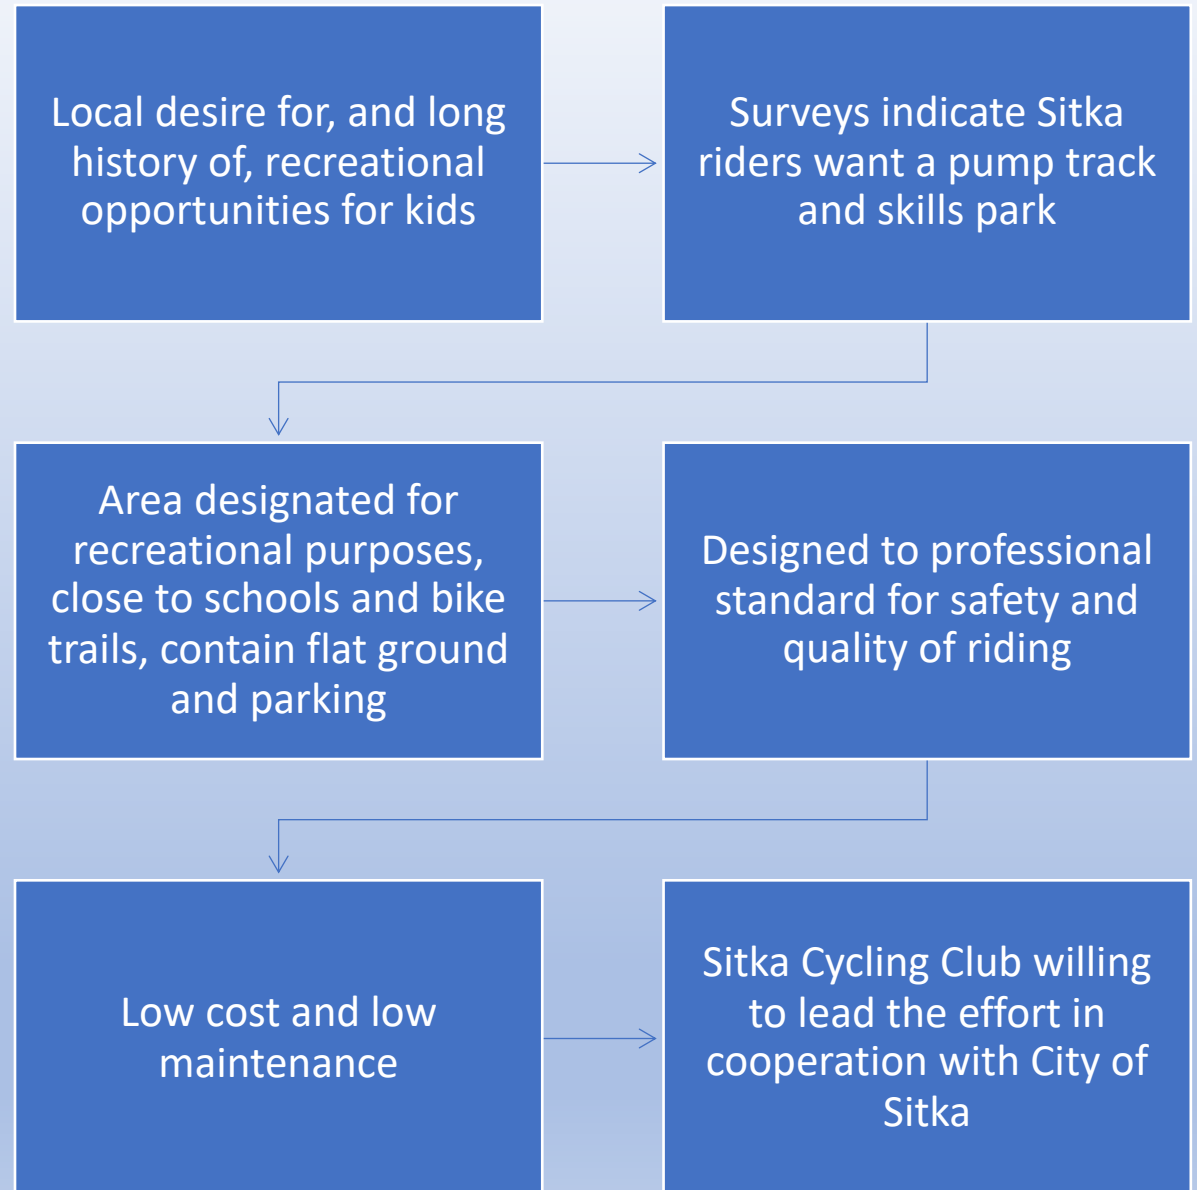 Local desire for, and long
history of, recreational
opportunities for kids
Surveys indicate Sitka
riders want a pump track
and skills park
Area designated for
recreational purposes,
close to schools and bike
trails, contain flat ground
and parking
Designed to professional
standard for safety and
quality of riding
Low cost and low
maintenance
Sitka Cycling Club willing
to lead the effort in
cooperation with City of
Sitka